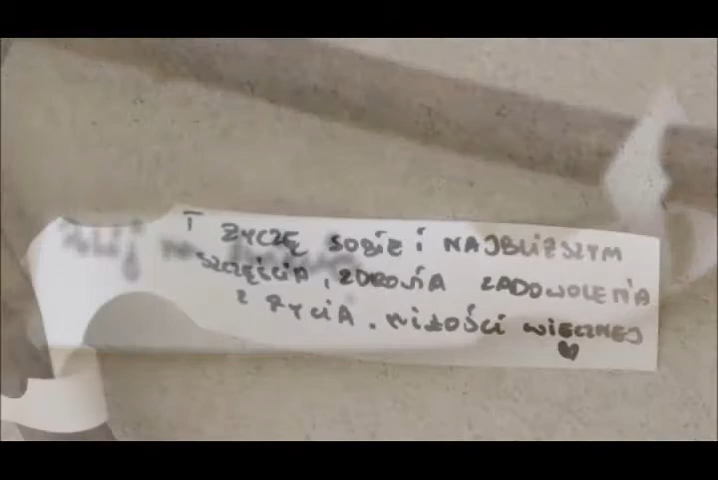 ŻYCZĘ SOBIE I NAJBLIŻSZYM
SZCZĘŚCIA, ZDROWIA ZADOWOLENIA
Z ŻYCIA. MIŁOŚCI WIECZNEJ